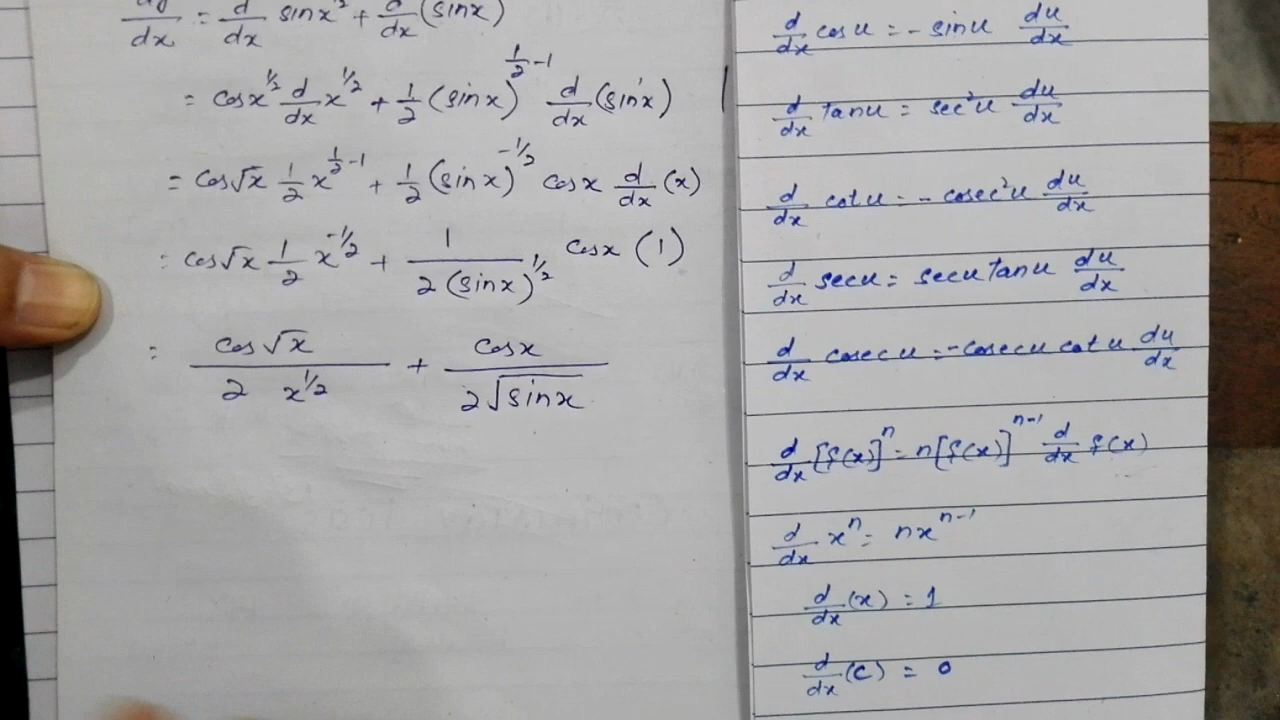 dy/dx = d/dx sin x^½ + d/dx (sin x)
= cos x^½ d/dx x^½ + ½ (sin x)^(½-1) d/dx (sin x)
= cos√x ½ x^(½-1) + ½ (sin x)^(-½) cos x d/dx (x)
= cos√x ½ x^(-½) + 1/(2 (sin x)^½) cos x (1)
= cos√x/(2 x^½) + cos x/(2√sin x)
d/dx cos u = - sin u du/dx
d/dx tan u = sec²u du/dx
d/dx cot u = - cosec²u du/dx
d/dx sec u = sec u tan u du/dx
d/dx cosec u = - cosec u cot u du/dx
d/dx [f(x)]^n = n[f(x)]^(n-1) d/dx f(x)
d/dx x^n = nx^(n-1)
d/dx (x) = 1
d/dx (c) = 0